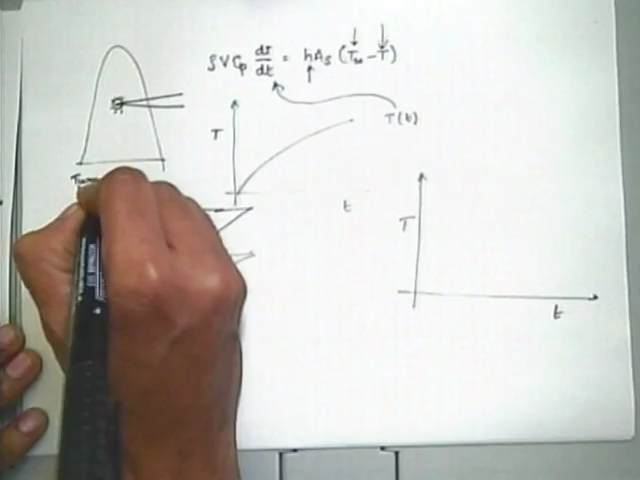 ρVCp dT/dt = hAs (T∞ - T)
T
T(t)
t
T
t